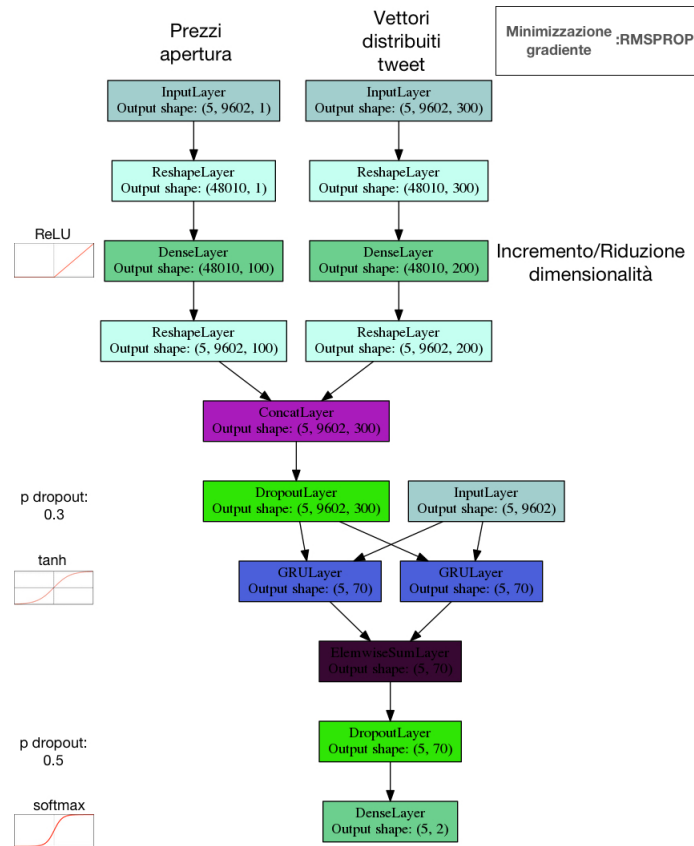 Prezzi
apertura
Vettori
distribuiti
tweet
Minimizzazione
gradiente
:RMSPROP
InputLayer
Output shape: (5, 9602, 1)
InputLayer
Output shape: (5, 9602, 300)
ReshapeLayer
Output shape: (48010, 1)
ReshapeLayer
Output shape: (48010, 300)
ReLU
DenseLayer
Output shape: (48010, 100)
DenseLayer
Output shape: (48010, 200)
Incremento/Riduzione
dimensionalità
ReshapeLayer
Output shape: (5, 9602, 100)
ReshapeLayer
Output shape: (5, 9602, 200)
ConcatLayer
Output shape: (5, 9602, 300)
p dropout:
0.3
DropoutLayer
Output shape: (5, 9602, 300)
InputLayer
Output shape: (5, 9602)
tanh
GRULayer
Output shape: (5, 70)
GRULayer
Output shape: (5, 70)
ElemwiseSumLayer
Output shape: (5, 70)
p dropout:
0.5
DropoutLayer
Output shape: (5, 70)
softmax
DenseLayer
Output shape: (5, 2)